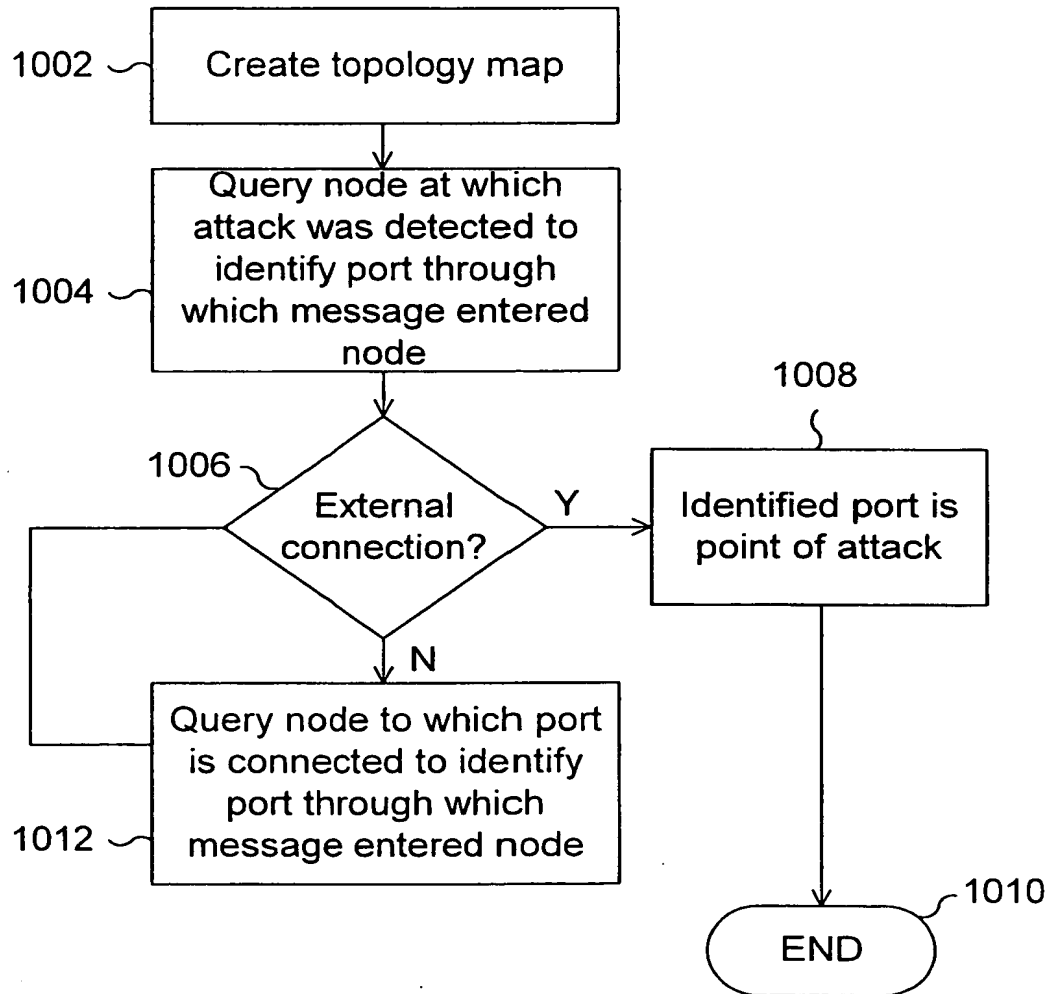 1002
Create topology map
Query node at which
attack was detected to
identify port through
which message entered
node
1004
1008
1006
External
connection?
Y
Identified port is
point of attack
N
Query node to which port
is connected to identify
port through which
message entered node
1012
1010
END